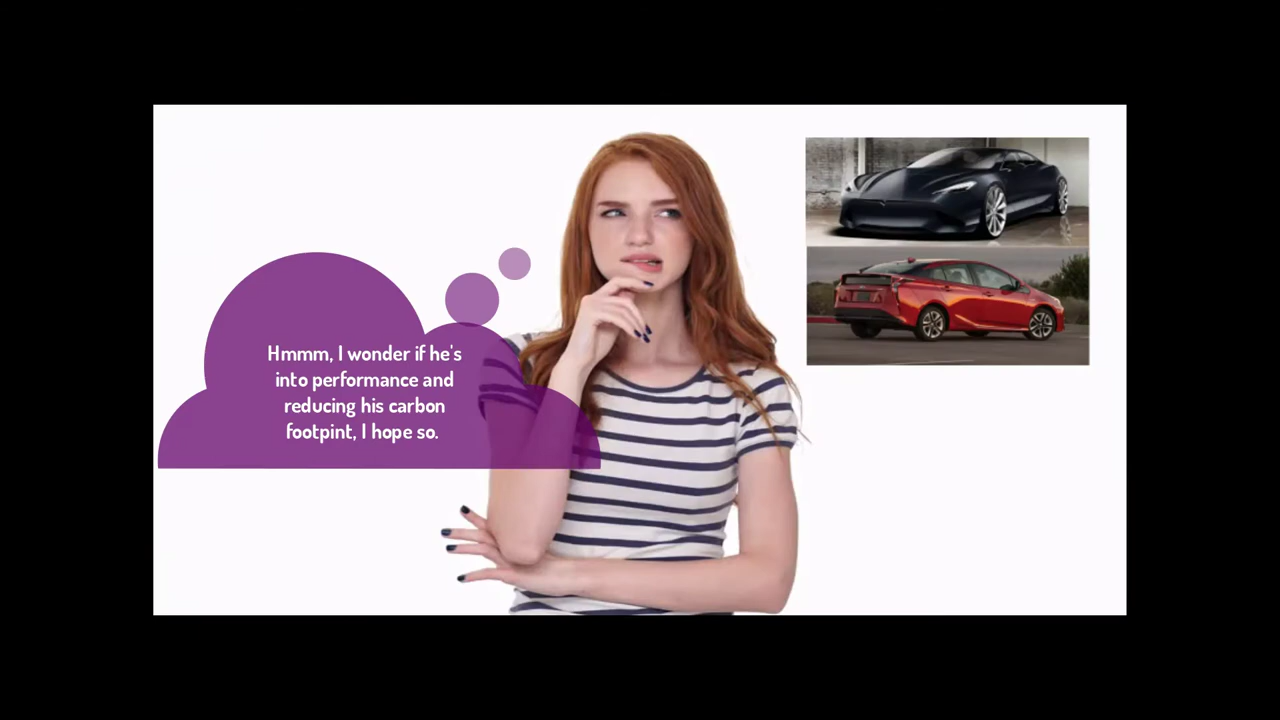 Hmmm, I wonder if he's
into performance and
reducing his carbon
footpint, I hope so.